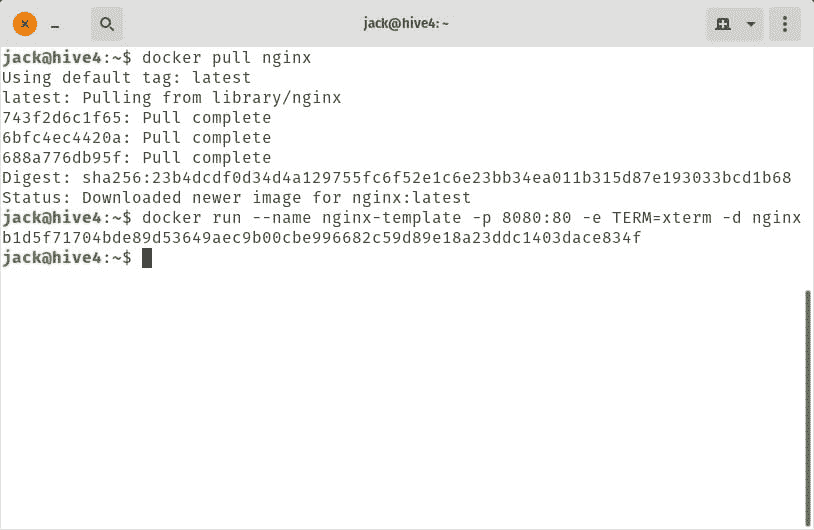 jack@hive4: ~
jack@hive4:~$ docker pull nginx
Using default tag: latest
latest: Pulling from library/nginx
743f2d6c1f65: Pull complete
6bfc4ec4420a: Pull complete
688a776db95f: Pull complete
Digest: sha256:23b4dcdf0d34d4a129755fc6f52e1c6e23bb34ea011b315d87e193033bcd1b68
Status: Downloaded newer image for nginx:latest
jack@hive4:~$ docker run --name nginx-template -p 8080:80 -e TERM=xterm -d nginx
b1d5f71704bde89d53649aec9b00cbe996682c59d89e18a23ddc1403dace834f
jack@hive4:~$